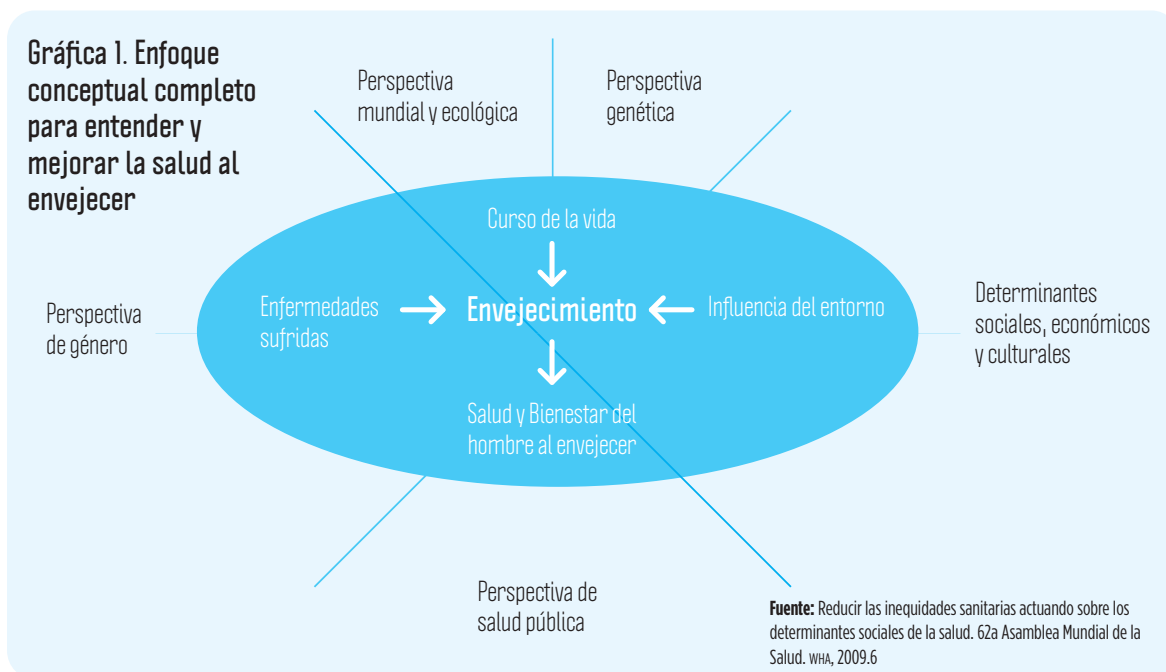 Gráfica 1. Enfoque
conceptual completo
para entender y
mejorar la salud al
envejecer
Perspectiva
mundial y ecológica
Perspectiva
genética
Curso de la vida
Perspectiva
de género
Enfermedades
sufridas
Envejecimiento
Influencia del entorno
Determinantes
sociales, económicos
y culturales
Salud y Bienestar del
hombre al envejecer
Perspectiva de
salud pública
Fuente: Reducir las inequidades sanitarias actuando sobre los
determinantes sociales de la salud. 62a Asamblea Mundial de la
Salud. WHA, 2009.6